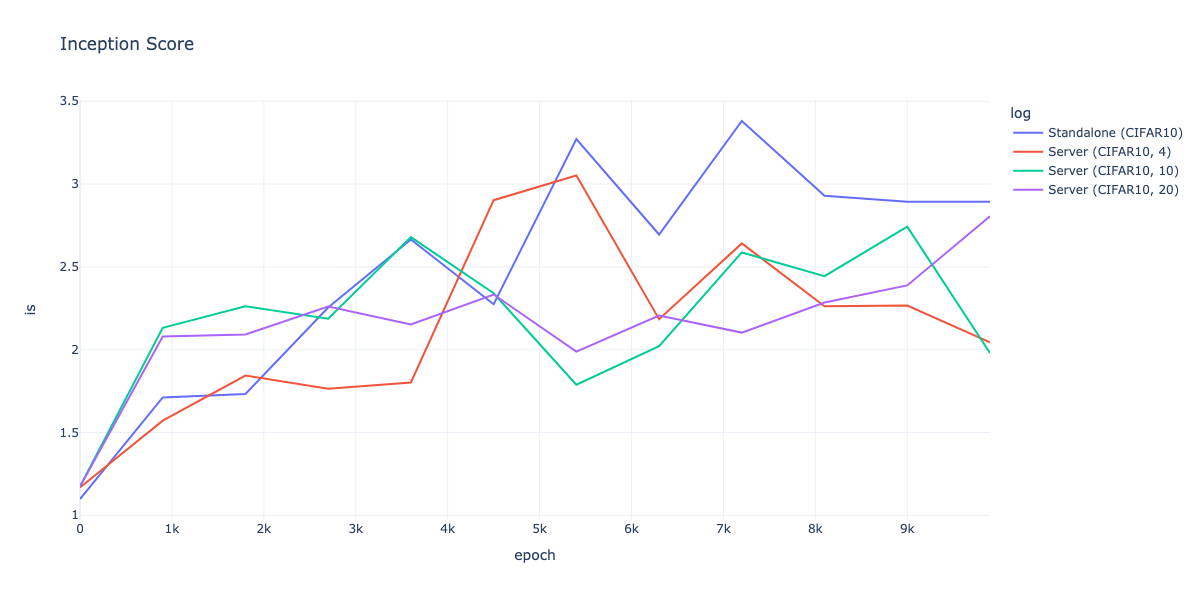 Inception Score
3.5
3
2.5
2
1.5
1
is
0 1k 2k 3k 4k 5k 6k 7k 8k 9k
epoch
log
Standalone (CIFAR10)
Server (CIFAR10, 4)
Server (CIFAR10, 10)
Server (CIFAR10, 20)